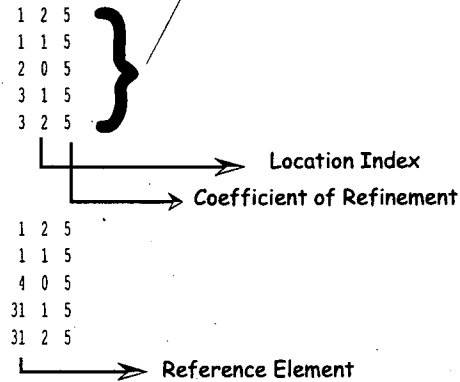 1 2 5
1 1 5
2 0 5
3 1 5
3 2 5
Location Index
Coefficient of Refinement
1 2 5
1 1 5
4 0 5
31 1 5
31 2 5
Reference Element